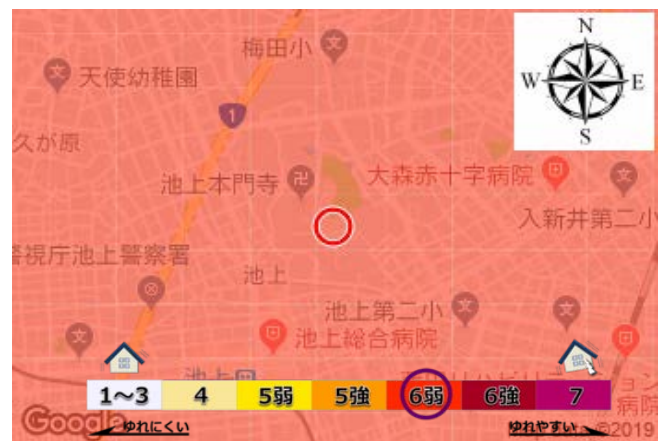 N
梅田小
天使幼稚園
W
E
1
S
久が原
大森赤十字病院
池上本門寺
入新井第二小
警視庁池上警察署
池上
池上第二小
池上総合病院
池上
1～3 4 5弱 5強 6弱 6強 7
ョン
病院
Google
ゆれにくい
ゆれやすい
©2019